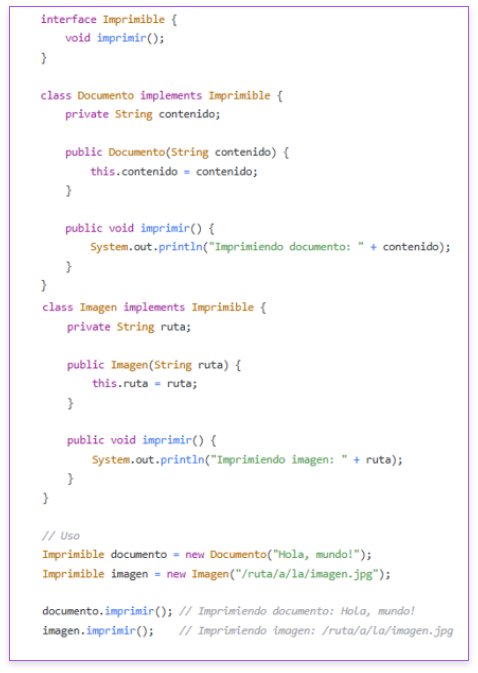 interface Imprimible {
    void imprimir();
}
class Documento implements Imprimible {
    private String contenido;
    public Documento(String contenido) {
        this.contenido = contenido;
    }
    public void imprimir() {
        System.out.println("Imprimiendo documento: " + contenido);
    }
}
class Imagen implements Imprimible {
    private String ruta;
    public Imagen(String ruta) {
        this.ruta = ruta;
    }
    public void imprimir() {
        System.out.println("Imprimiendo imagen: " + ruta);
    }
}
// Uso
Imprimible documento = new Documento("Hola, mundo!");
Imprimible imagen = new Imagen("/ruta/a/la/imagen.jpg");
documento.imprimir(); // Imprimiendo documento: Hola, mundo!
imagen.imprimir();    // Imprimiendo imagen: /ruta/a/la/imagen.jpg